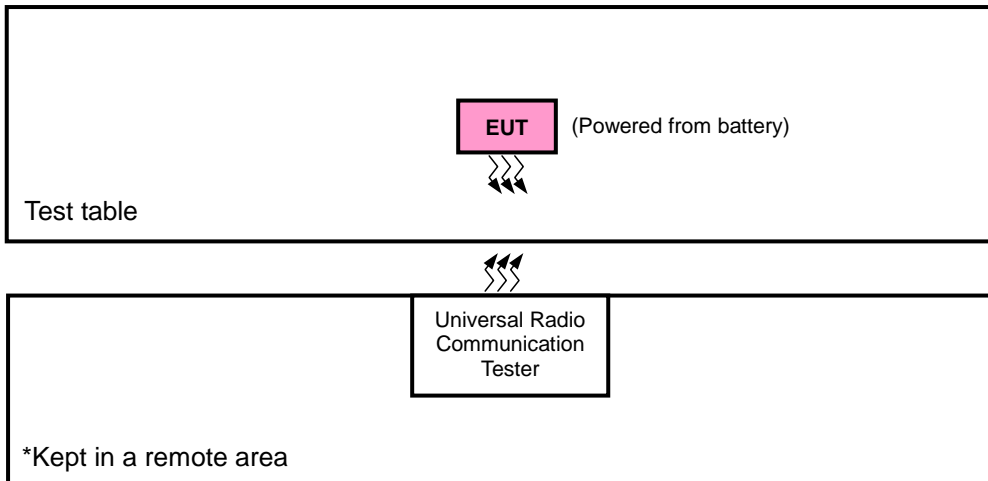 EUT
(Powered from battery)
Test table
Universal Radio
Communication
Tester
*Kept in a remote area